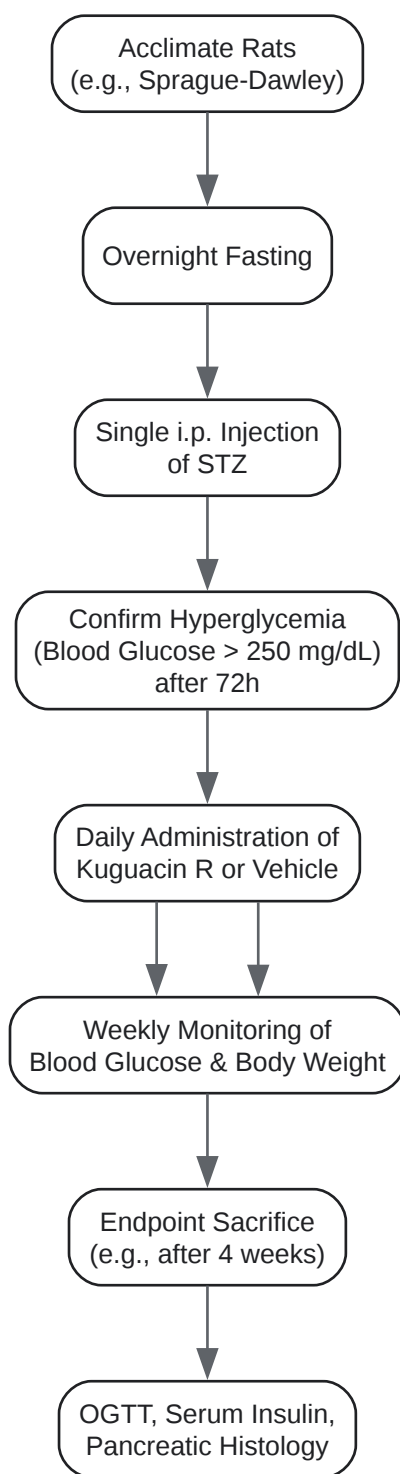 Acclimate Rats
(e.g., Sprague-Dawley)
Overnight Fasting
Single i.p. Injection
of STZ
Confirm Hyperglycemia
(Blood Glucose > 250 mg/dL)
after 72h
Daily Administration of
Kuguacin R or Vehicle
Weekly Monitoring of
Blood Glucose & Body Weight
Endpoint Sacrifice
(e.g., after 4 weeks)
OGTT, Serum Insulin,
Pancreatic Histology